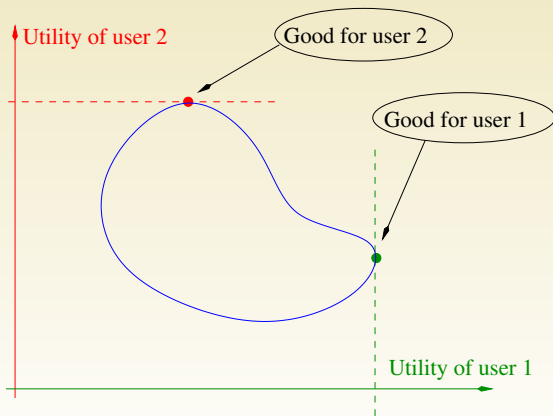 Utility of user 2
Good for user 2
Good for user 1
Utility of user 1